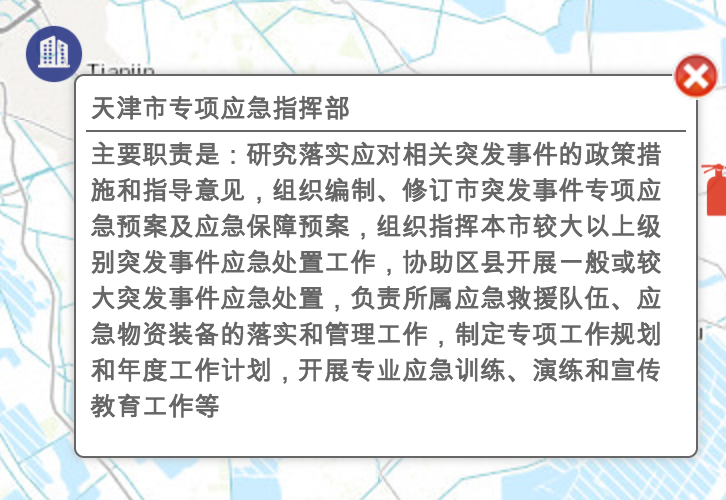 Tianjin
天津市专项应急指挥部
主要职责是：研究落实应对相关突发事件的政策措
施和指导意见，组织编制、修订市突发事件专项应
急预案及应急保障预案，组织指挥本市较大以上级
别突发事件应急处置工作，协助区县开展一般或较
大突发事件应急处置，负责所属应急救援队伍、应
急物资装备的落实和管理工作，制定专项工作规划
和年度工作计划，开展专业应急训练、演练和宣传
教育工作等